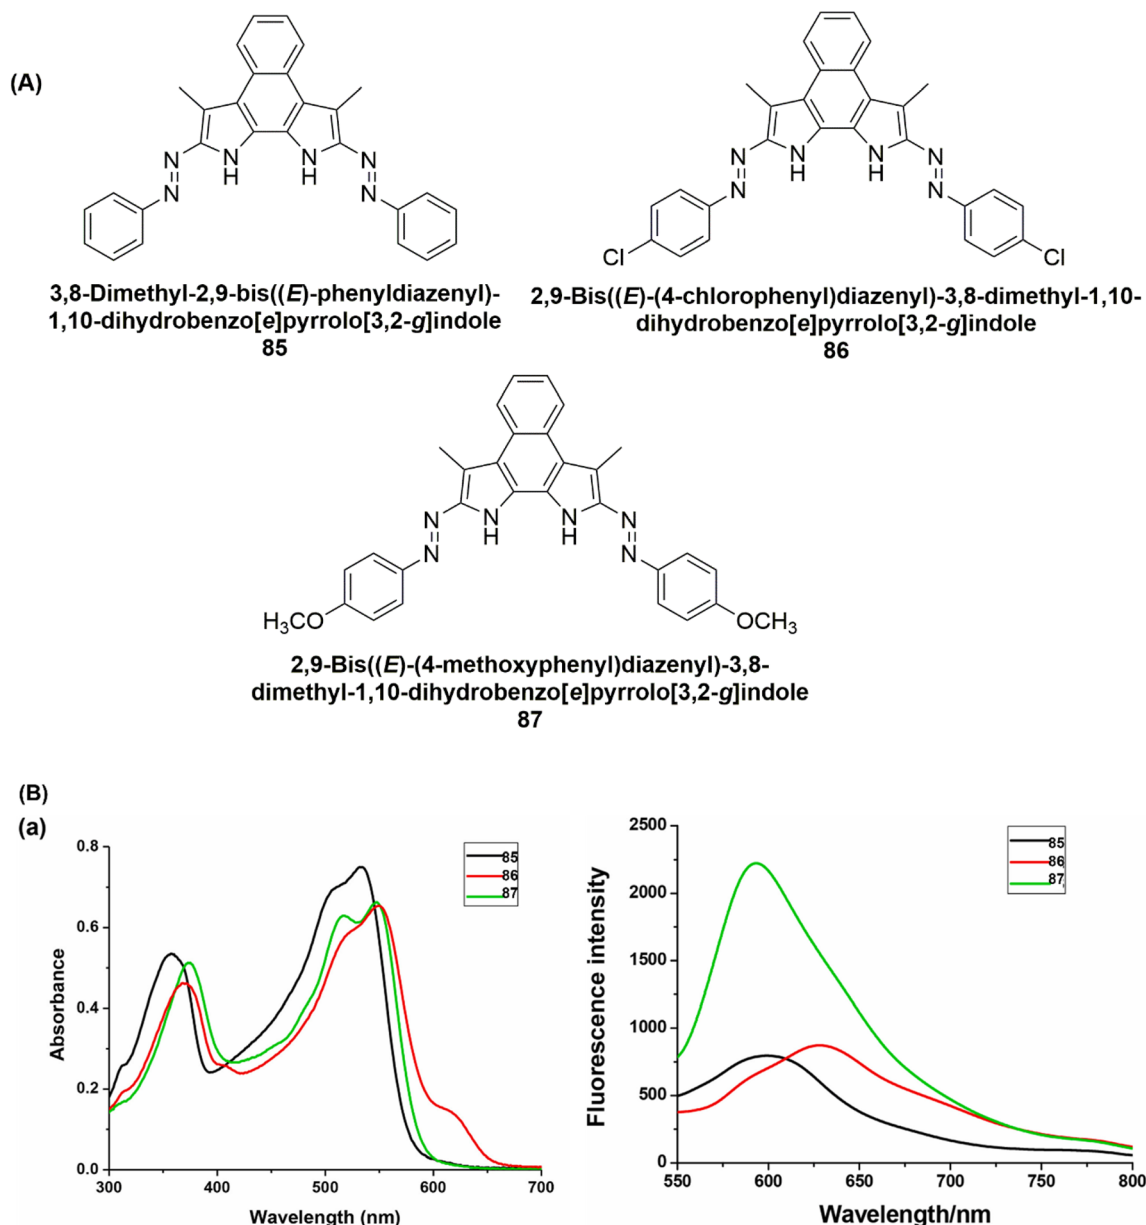 (A)
N
N
N
H
N
H
N
N
3,8-Dimethyl-2,9-bis((E)-phenyldiazenyl)-
1,10-dihydrobenzo[e]pyrrolo[3,2-g]indole
85
N
N
N
H
N
H
N
N
Cl
Cl
2,9-Bis((E)-(4-chlorophenyl)diazenyl)-3,8-dimethyl-1,10-
dihydrobenzo[e]pyrrolo[3,2-g]indole
86
N
N
N
H
N
H
N
N
H3CO
OCH3
2,9-Bis((E)-(4-methoxyphenyl)diazenyl)-3,8-
dimethyl-1,10-dihydrobenzo[e]pyrrolo[3,2-g]indole
87
(B)
(a)
Absorbance
0.8
0.6
0.4
0.2
0.0
300 400 500 600 700
Wavelength (nm)
85
86
87
Fluorescence intensity
2500
2000
1500
1000
500
0
550 600 650 700 750 800
Wavelength/nm
85
86
87